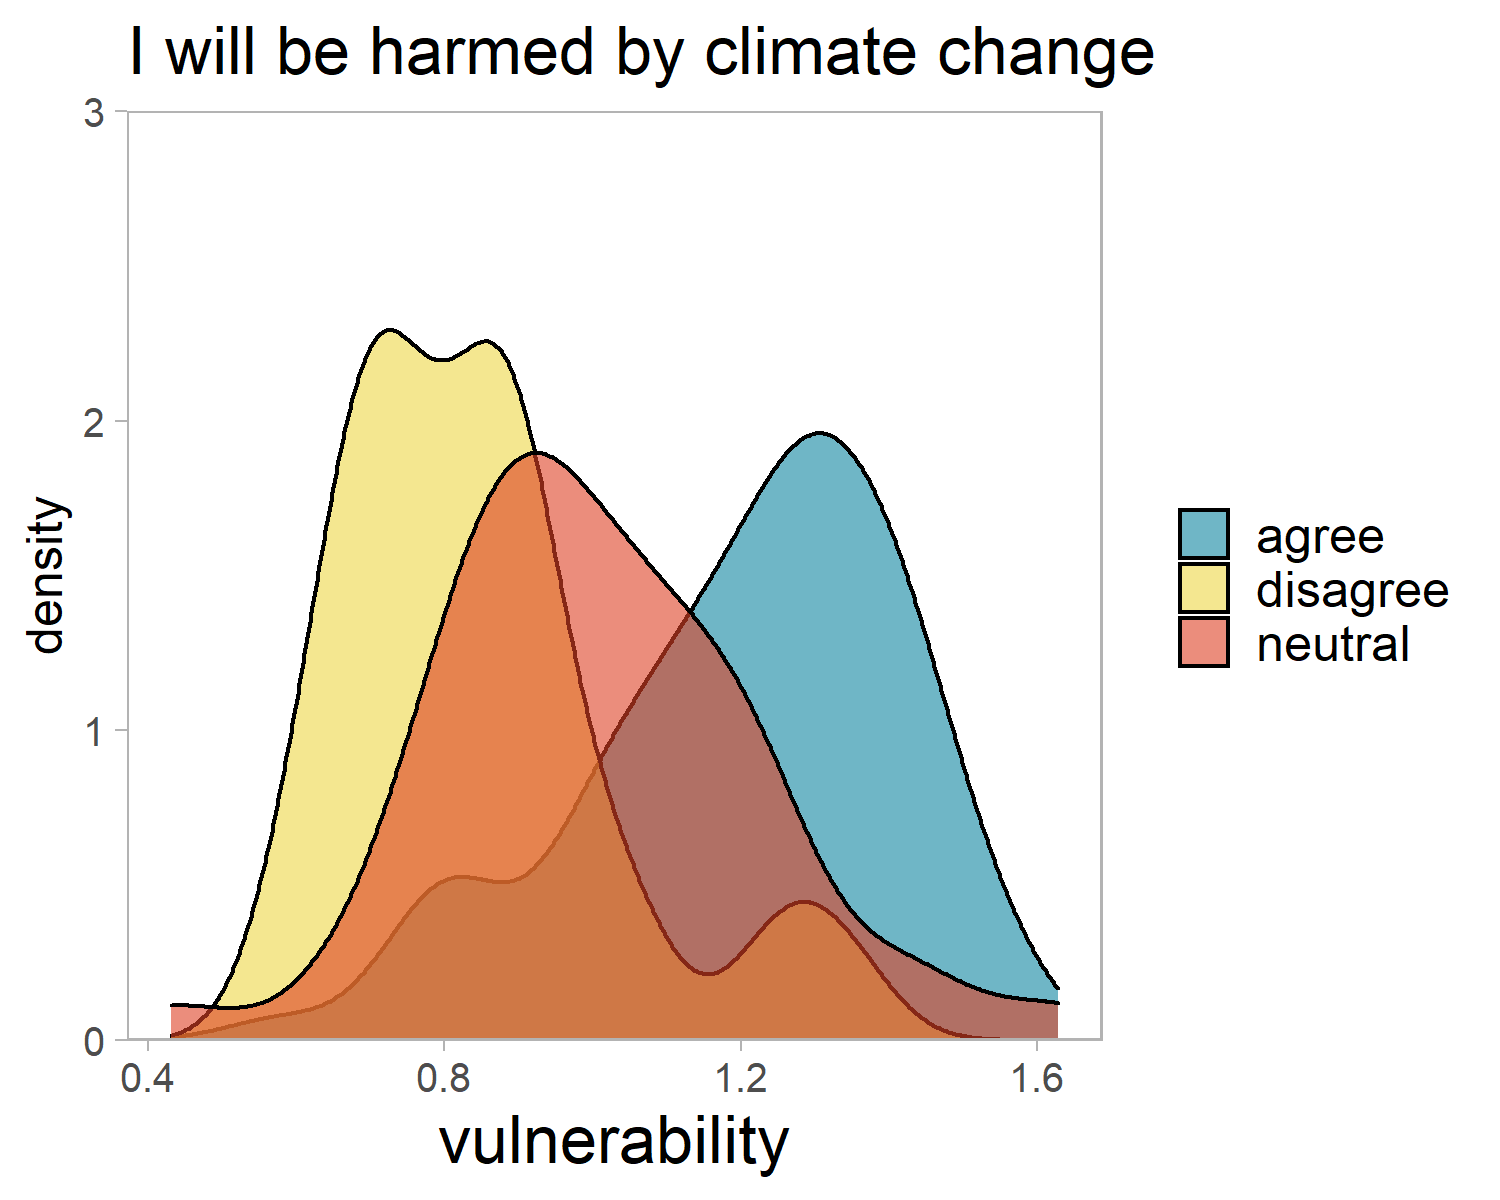 I will be harmed by climate change
3
2
1
0
density
0.4 0.8 1.2 1.6
vulnerability
agree
disagree
neutral